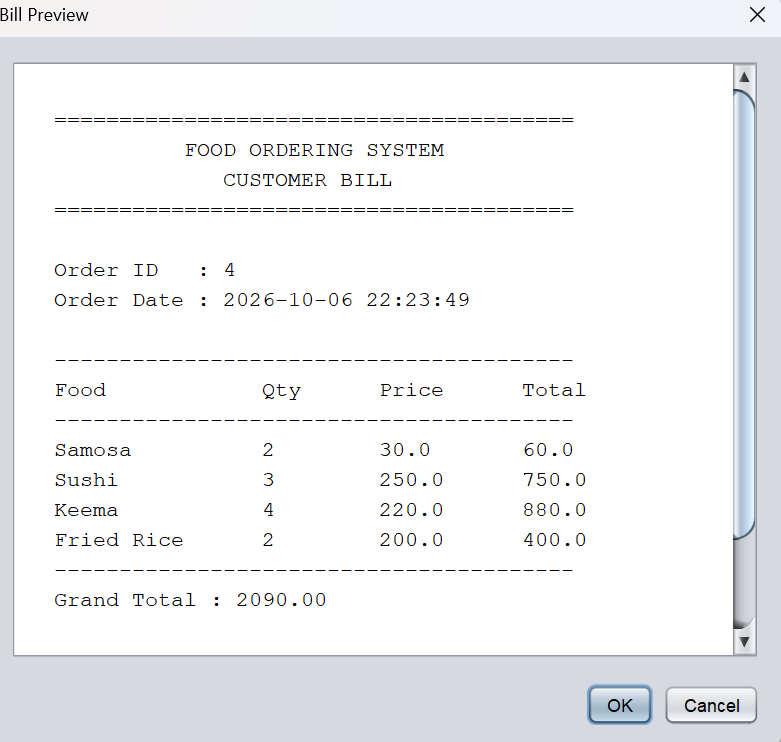 Bill Preview
========================================
FOOD ORDERING SYSTEM
CUSTOMER BILL
========================================
Order ID   : 4
Order Date : 2026-10-06 22:23:49
----------------------------------------
Food            Qty      Price      Total
----------------------------------------
Samosa          2        30.0       60.0
Sushi           3        250.0      750.0
Keema           4        220.0      880.0
Fried Rice      2        200.0      400.0
----------------------------------------
Grand Total : 2090.00
OK Cancel